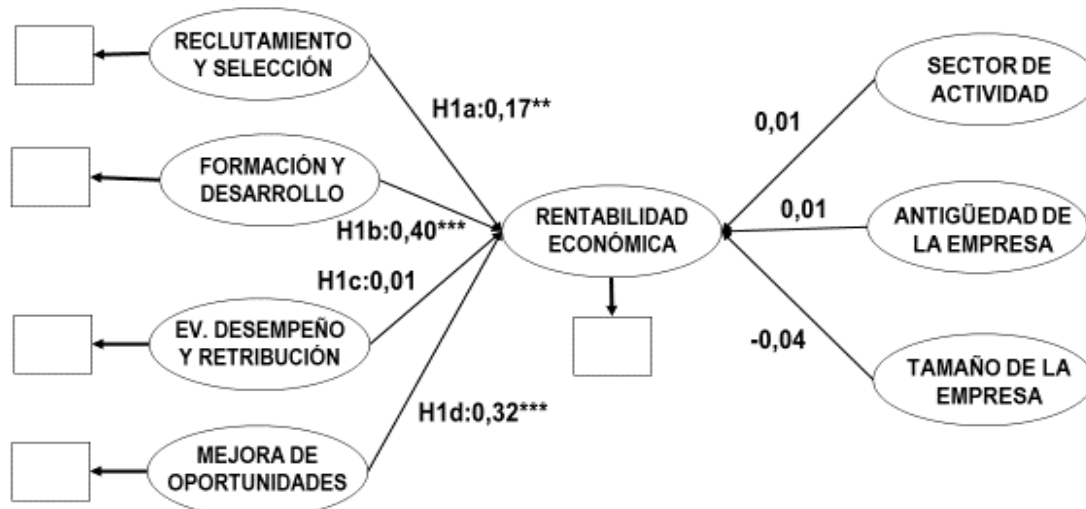 RECLUTAMIENTO
Y SELECCIÓN
H1a:0,17**
FORMACIÓN Y
DESARROLLO
H1b:0,40***
H1c:0,01
EV. DESEMPEÑO
Y RETRIBUCIÓN
H1d:0,32***
MEJORA DE
OPORTUNIDADES
RENTABILIDAD
ECONÓMICA
SECTOR DE
ACTIVIDAD
0,01
0,01
ANTIGÜEDAD DE
LA EMPRESA
-0,04
TAMAÑO DE LA
EMPRESA